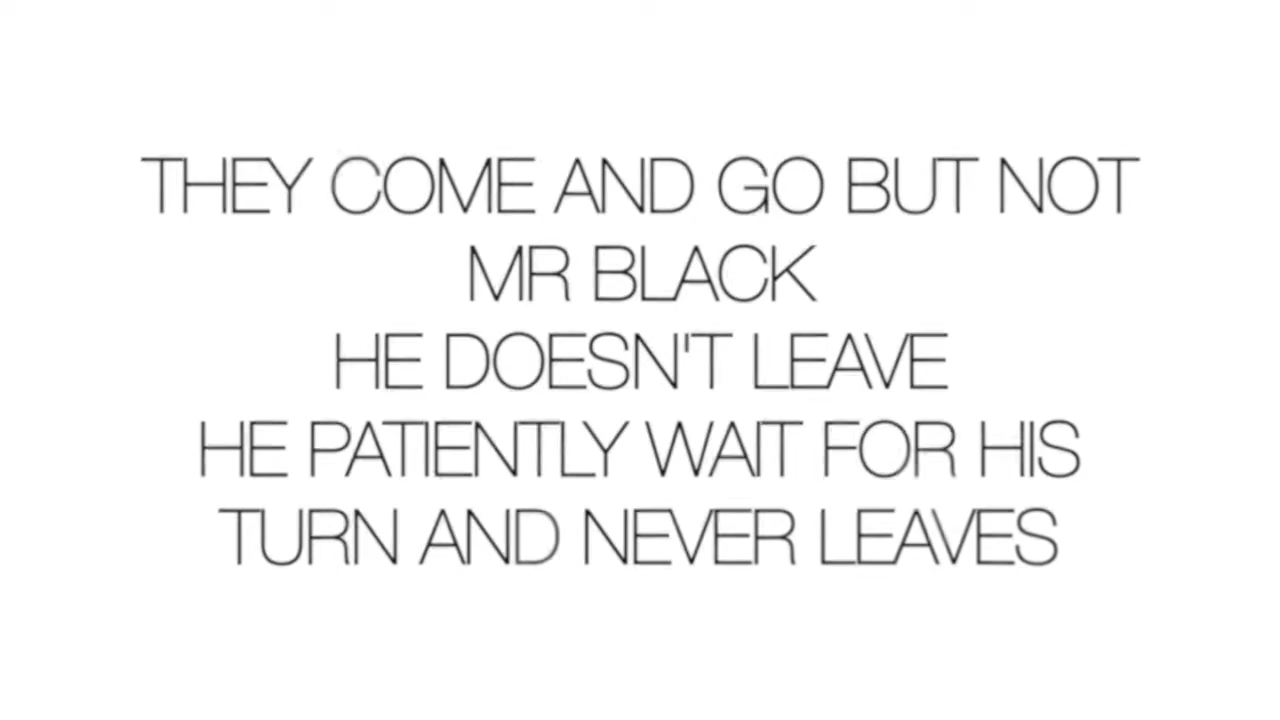 THEY COME AND GO BUT NOT
MR BLACK
HE DOESN'T LEAVE
HE PATIENTLY WAIT FOR HIS
TURN AND NEVER LEAVES